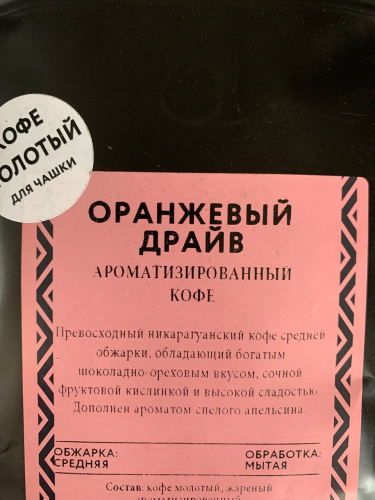 КОФЕ
МОЛОТЫЙ
ДЛЯ ЧАШКИ
ОРАНЖЕВЫЙ
ДРАЙВ
АРОМАТИЗИРОВАННЫЙ
КОФЕ
Превосходный никарагуанский кофе средней
обжарки, обладающий богатым
шоколадно-ореховым вкусом, сочной
фруктовой кислинкой и высокой сладостью.
Дополнен ароматом спелого апельсина.
ОБЖАРКА:
СРЕДНЯЯ
ОБРАБОТКА:
МЫТАЯ
Состав: кофе молотый, жареный
ароматизированный